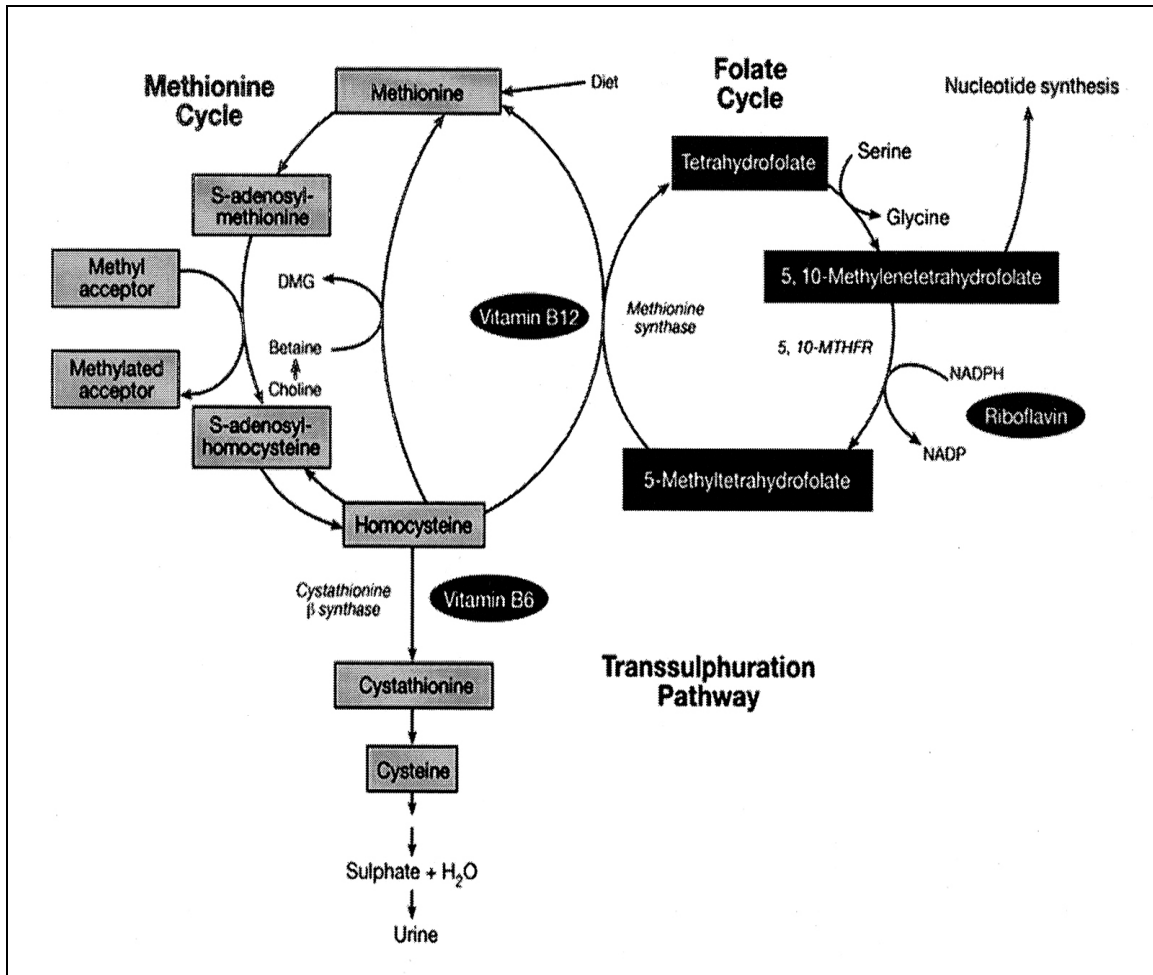 Methionine
Cycle
Methionine
Diet
Folate
Cycle
Nucleotide synthesis
Tetrahydrofolate
Serine
Glycine
S-adenosyl-
methionine
Methyl
acceptor
DMG
5, 10-Methylenetetrahydrofolate
Vitamin B12
Methionine
synthase
Betaine
5, 10-MTHFR
Methylated
acceptor
Choline
NADPH
Riboflavin
NADP
S-adenosyl-
homocysteine
5-Methyltetrahydrofolate
Homocysteine
Cystathionine
β synthase
Vitamin B6
Transsulphuration
Pathway
Cystathionine
Cysteine
Sulphate + H₂O
Urine